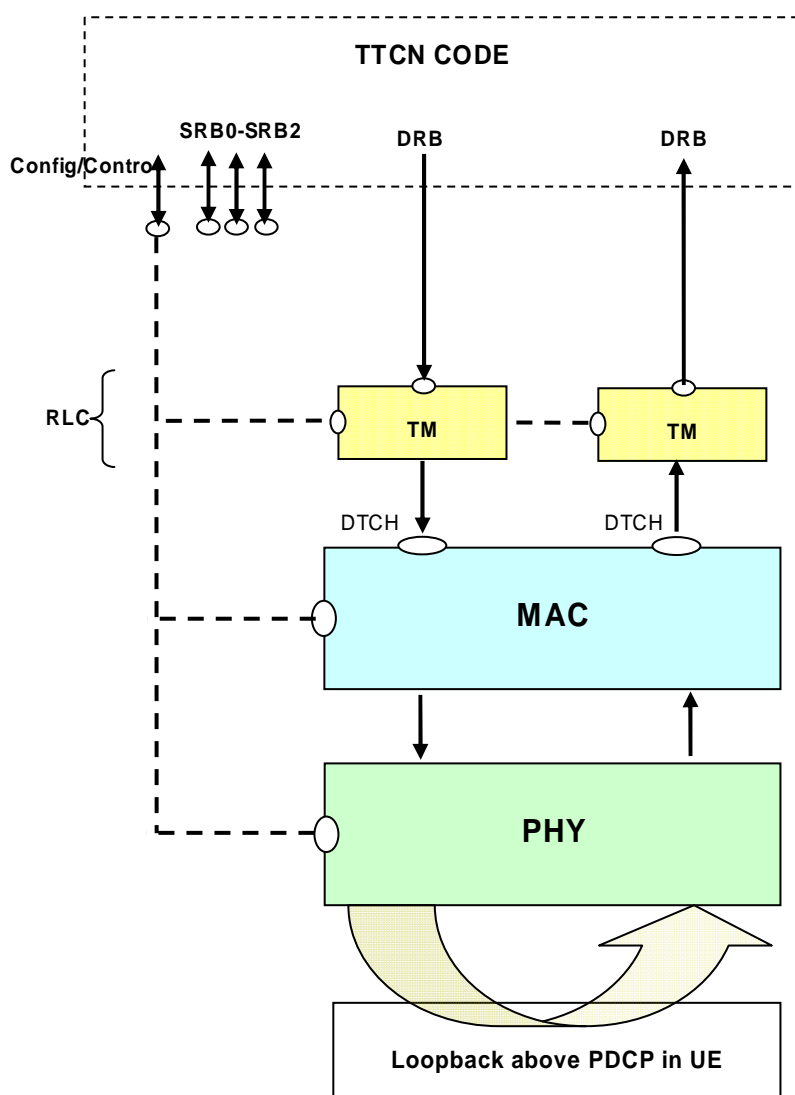 TTCN CODE
SRB0-SRB2
DRB
DRB
Config/Contro
RLC
TM
TM
DTCH
DTCH
MAC
PHY
Loopback above PDCP in UE